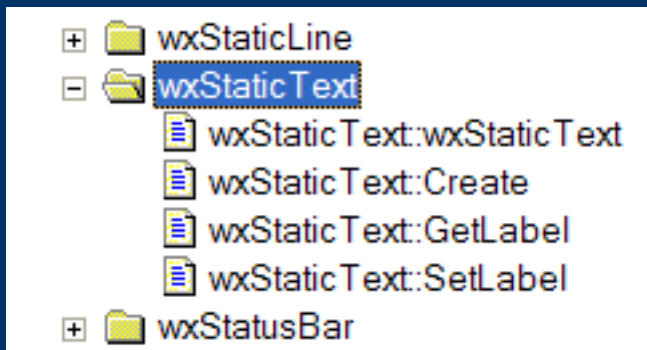 wxStaticLine
wxStaticText
wxStaticText::wxStaticText
wxStaticText::Create
wxStaticText::GetLabel
wxStaticText::SetLabel
wxStatusBar